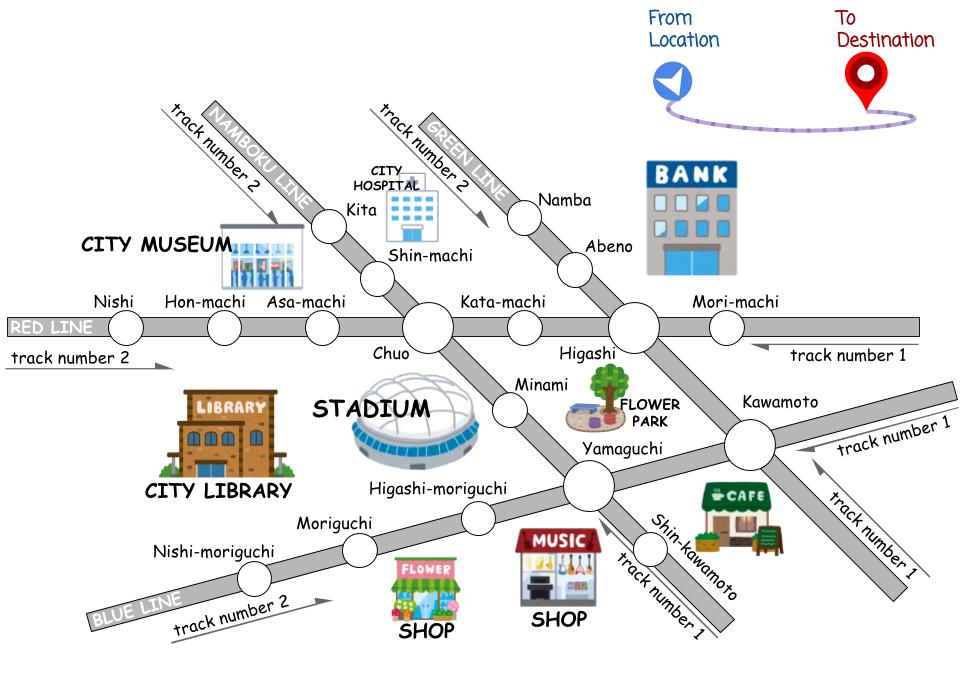 From
Location
To
Destination
track number 2
NAMBOKU LINE
track number 2
GREEN LINE
CITY
HOSPITAL
BANK
Kita
Namba
CITY MUSEUM
Shin-machi
Abeno
Nishi
Hon-machi
Asa-machi
Kata-machi
Mori-machi
RED LINE
track number 2
Chuo
Higashi
track number 1
Minami
LIBRARY
STADIUM
FLOWER
PARK
Kawamoto
track number 1
Yamaguchi
CITY LIBRARY
Higashi-moriguchi
CAFE
Moriguchi
Shin-kawamoto
track number 1
Nishi-moriguchi
MUSIC
FLOWER
BLUE LINE
track number 2
SHOP
SHOP
track number 1